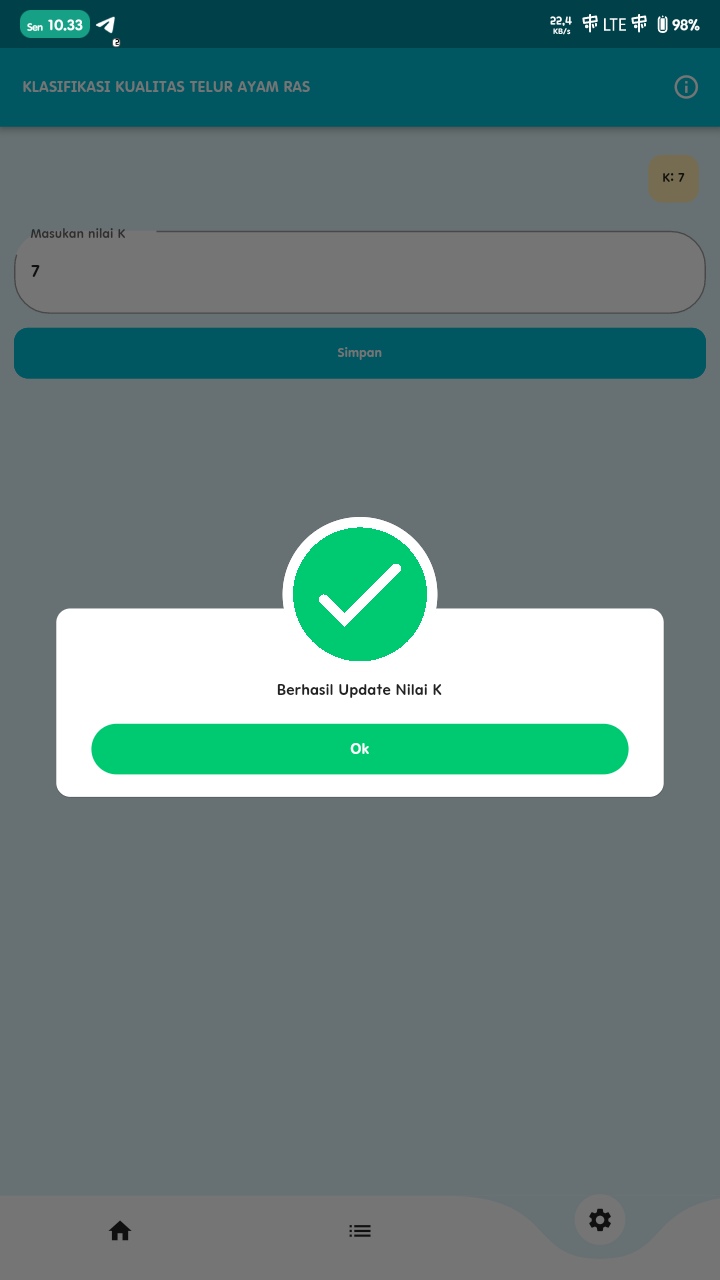 Sen 10.33
22,4 KB/s LTE 98%
KLASIFIKASI KUALITAS TELUR AYAM RAS
K: 7
Masukan nilai K
7
Simpan
Berhasil Update Nilai K
Ok